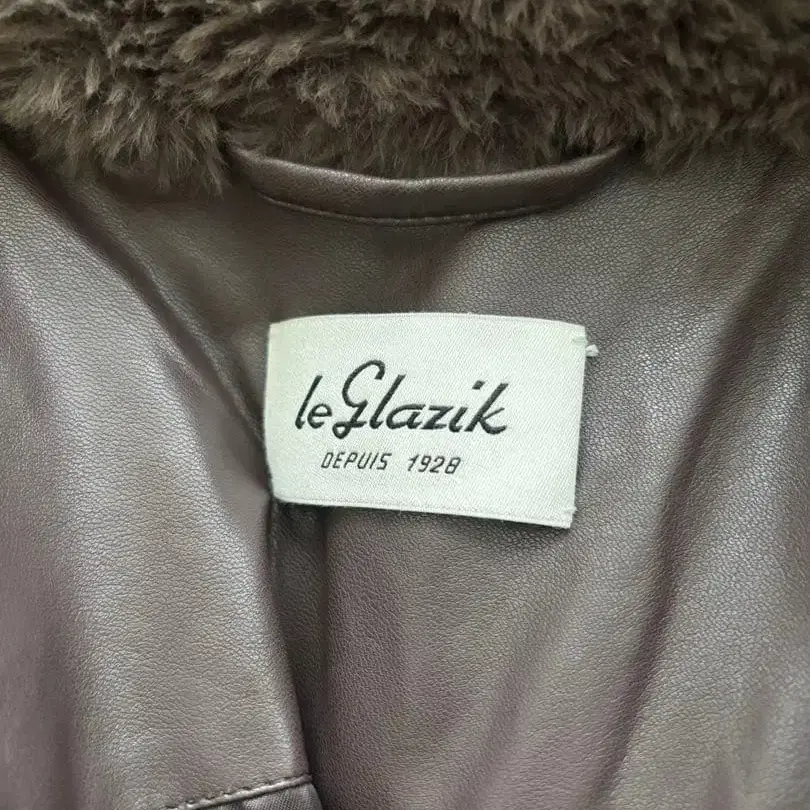 le Glazik
DEPUIS 1928